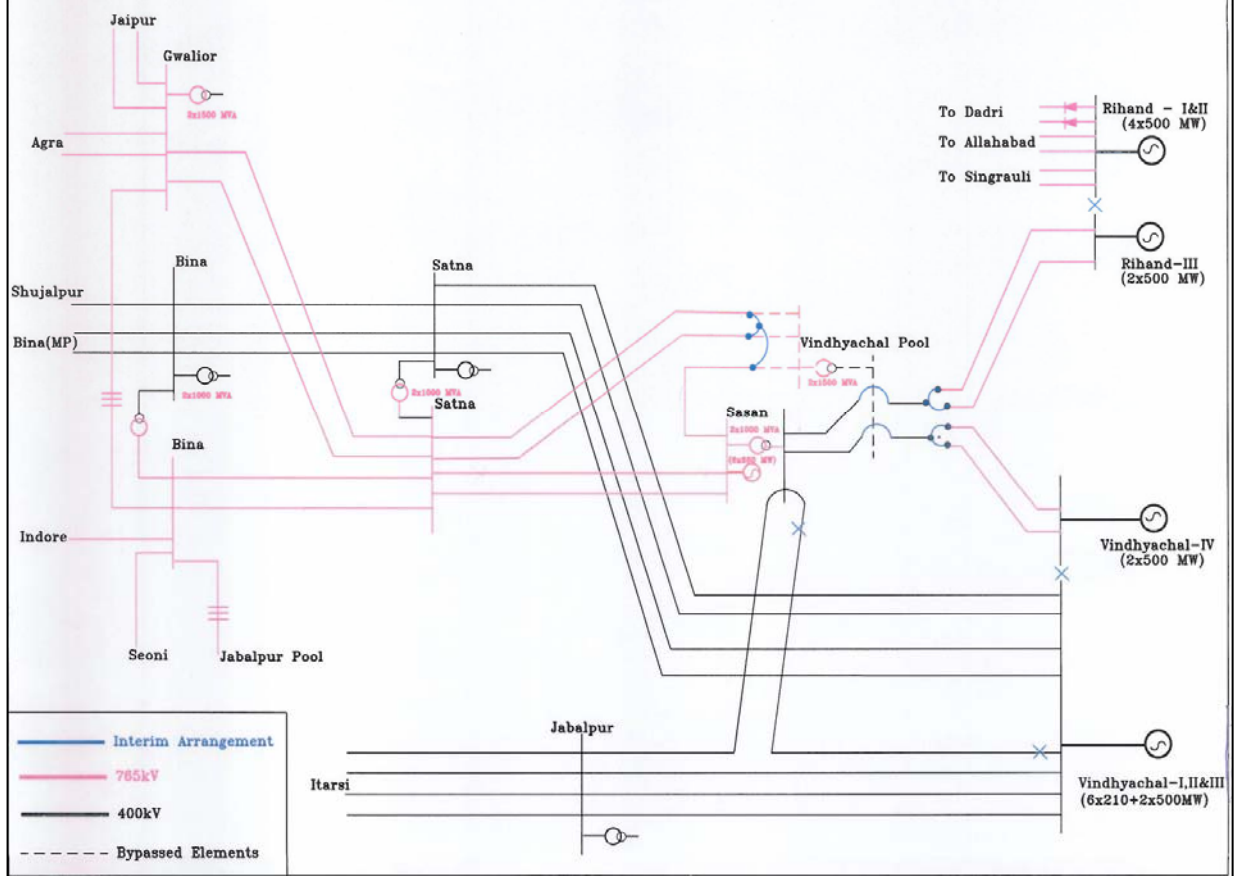 Jaipur
Gwalior
2x1500 MVA
Agra
To Dadri
To Allahabad
To Singrauli
Rihand - I&II
(4x500 MW)
Rihand-III
(2x500 MW)
Bina
Satna
Shujalpur
Bina(MP)
2x1000 MVA
2x1000 MVA
Satna
Vindhyachal Pool
2x1500 MVA
Sasan
2x1000 MVA
Bina
Indore
Seoni
Jabalpur Pool
Vindhyachal-IV
(2x500 MW)
Jabalpur
Itarsi
Vindhyachal-I,II&III
(6x210+2x500MW)
Interim Arrangement
765kV
400kV
Bypassed Elements